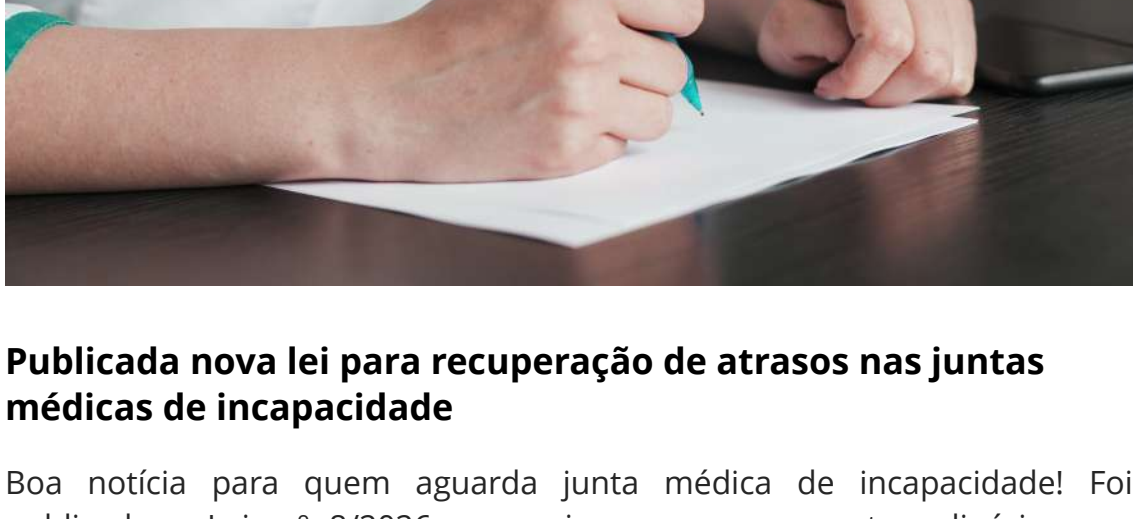 Publicada nova lei para recuperação de atrasos nas juntas
médicas de incapacidade
Boa notícia para quem aguarda junta médica de incapacidade! Foi